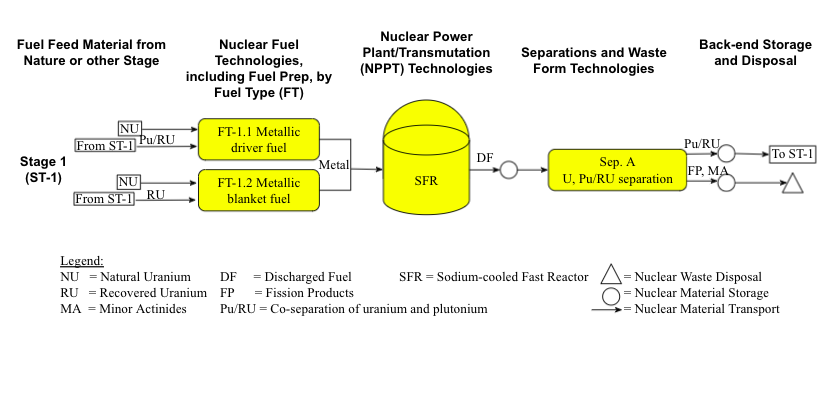 Fuel Feed Material from
Nature or other Stage
Nuclear Fuel
Technologies,
including Fuel Prep, by
Fuel Type (FT)
Nuclear Power
Plant/Transmutation
(NPPT) Technologies
Separations and Waste
Form Technologies
Back-end Storage
and Disposal
Stage 1
(ST-1)
NU
From ST-1
Pu/RU
NU
From ST-1
RU
FT-1.1 Metallic
driver fuel
FT-1.2 Metallic
blanket fuel
Metal
SFR
DF
Sep. A
U, Pu/RU separation
Pu/RU
FP, MA
To ST-1
Legend:
NU = Natural Uranium DF = Discharged Fuel SFR = Sodium-cooled Fast Reactor = Nuclear Waste Disposal
RU = Recovered Uranium FP = Fission Products = Nuclear Material Storage
MA = Minor Actinides Pu/RU = Co-separation of uranium and plutonium = Nuclear Material Transport